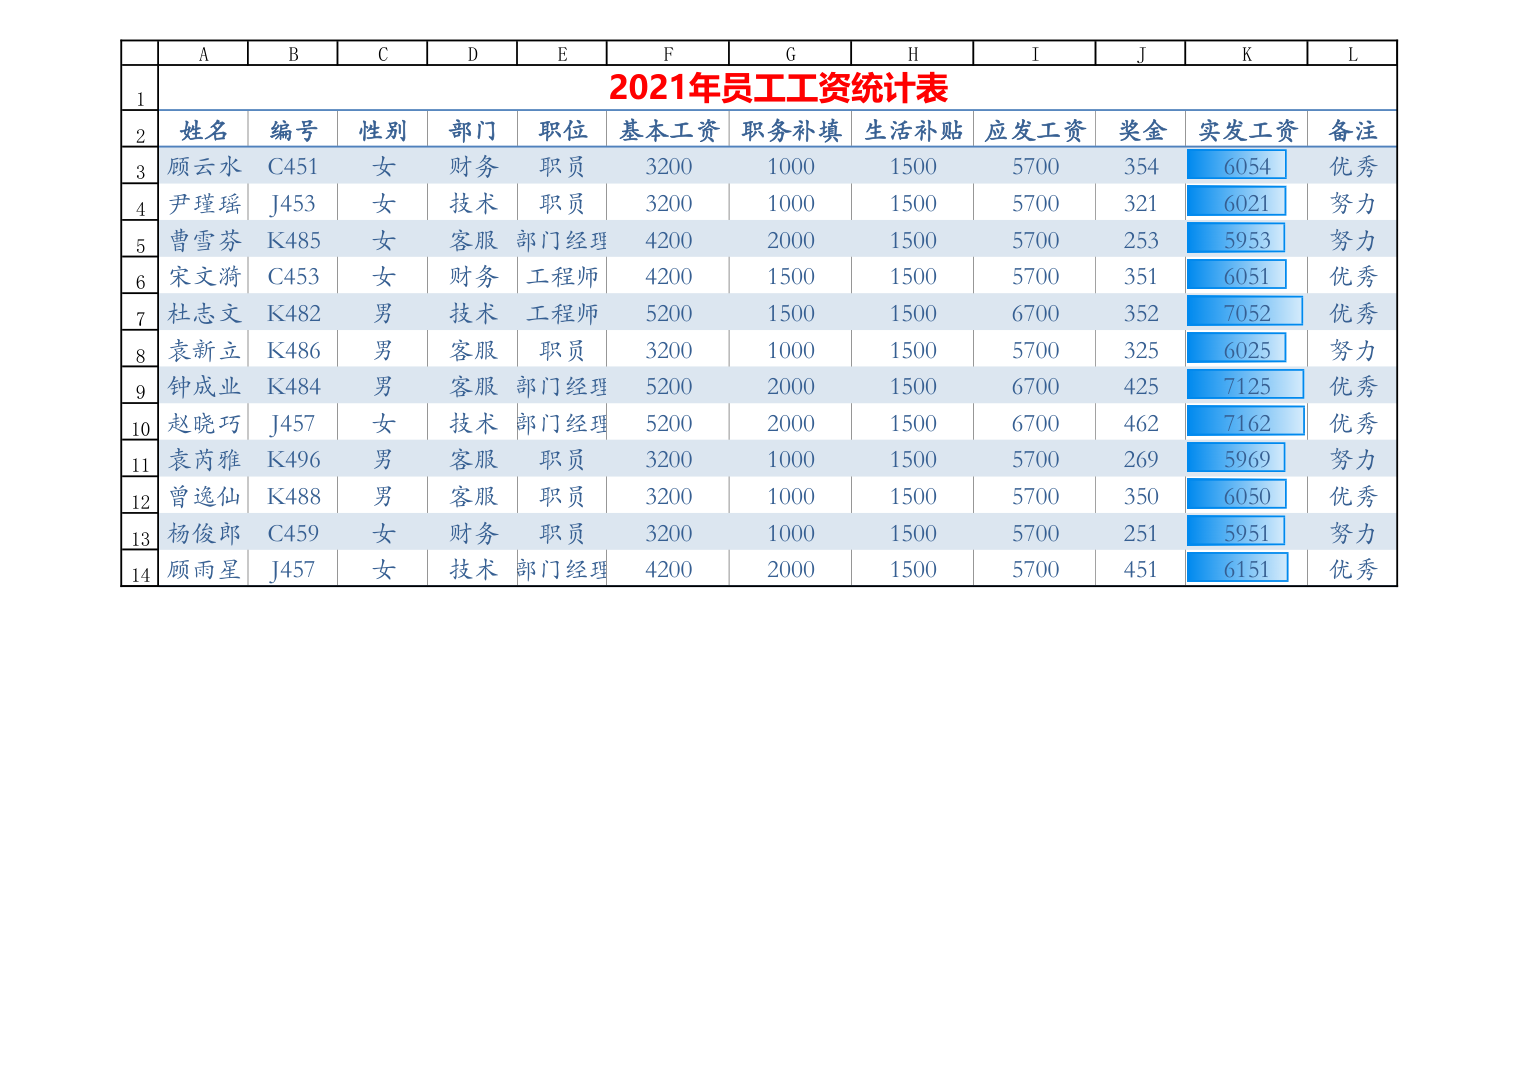 A B C D E F G H I J K L
1 2021年员工工资统计表
2 姓名 编号 性别 部门 职位 基本工资 职务补填 生活补贴 应发工资 奖金 实发工资 备注
3 顾云水 C451 女 财务 职员 3200 1000 1500 5700 354 6054 优秀
4 尹瑾瑶 J453 女 技术 职员 3200 1000 1500 5700 321 6021 努力
5 曹雪芬 K485 女 客服 部门经理 4200 2000 1500 5700 253 5953 努力
6 宋文漪 C453 女 财务 工程师 4200 1500 1500 5700 351 6051 优秀
7 杜志文 K482 男 技术 工程师 5200 1500 1500 6700 352 7052 优秀
8 袁新立 K486 男 客服 职员 3200 1000 1500 5700 325 6025 努力
9 钟成业 K484 男 客服 部门经理 5200 2000 1500 6700 425 7125 优秀
10 赵晓巧 J457 女 技术 部门经理 5200 2000 1500 6700 462 7162 优秀
11 袁芮雅 K496 男 客服 职员 3200 1000 1500 5700 269 5969 努力
12 曾逸仙 K488 男 客服 职员 3200 1000 1500 5700 350 6050 优秀
13 杨俊郎 C459 女 财务 职员 3200 1000 1500 5700 251 5951 努力
14 顾雨星 J457 女 技术 部门经理 4200 2000 1500 5700 451 6151 优秀